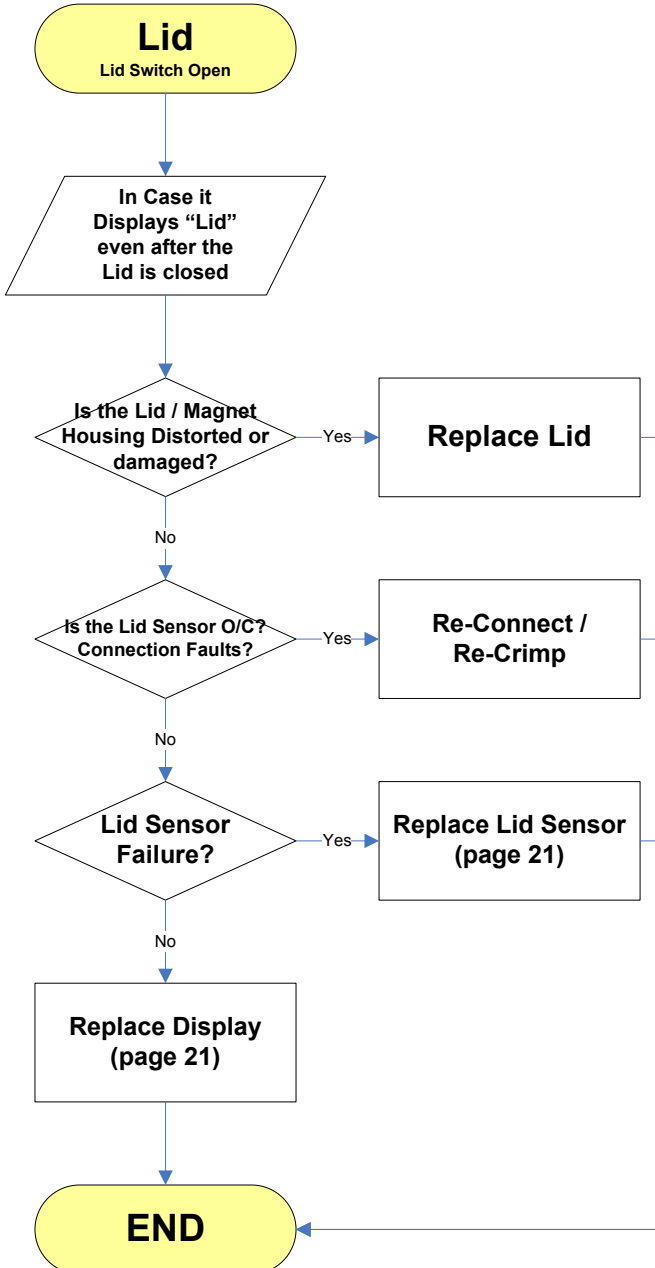 Lid
Lid Switch Open
In Case it
Displays “Lid”
even after the
Lid is closed
Is the Lid / Magnet
Housing Distorted or
damaged?
Yes
Replace Lid
No
Is the Lid Sensor O/C?
Connection Faults?
Yes
Re-Connect /
Re-Crimp
No
Lid Sensor
Failure?
Yes
Replace Lid Sensor
(page 21)
No
Replace Display
(page 21)
END